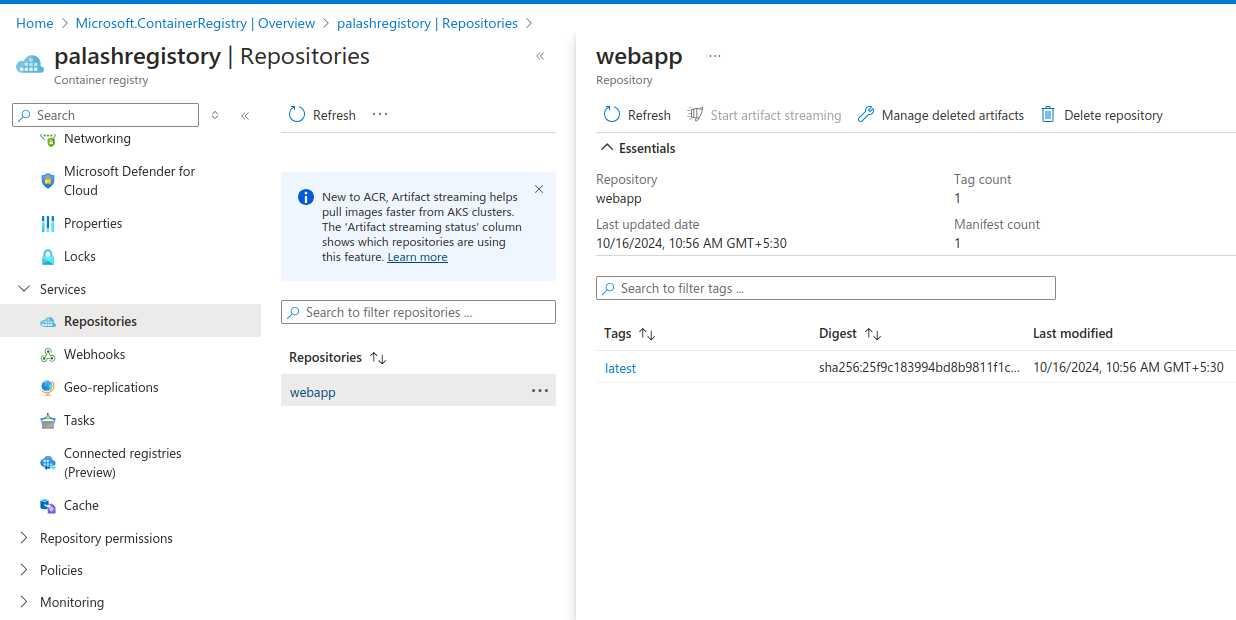 Home > Microsoft.ContainerRegistry | Overview > palashregistory | Repositories >
palashregistory | Repositories
Container registry
Search
Networking
Microsoft Defender for
Cloud
Properties
Locks
Services
Repositories
Webhooks
Geo-replications
Tasks
Connected registries
(Preview)
Cache
Repository permissions
Policies
Monitoring
Refresh
New to ACR, Artifact streaming helps
pull images faster from AKS clusters.
The 'Artifact streaming status' column
shows which repositories are using
this feature. Learn more
Search to filter repositories ...
Repositories
webapp
webapp
Repository
Refresh Start artifact streaming Manage deleted artifacts Delete repository
Essentials
Repository
webapp
Tag count
1
Last updated date
10/16/2024, 10:56 AM GMT+5:30
Manifest count
1
Search to filter tags ...
Tags Digest Last modified
latest sha256:25f9c183994bd8b9811f1c... 10/16/2024, 10:56 AM GMT+5:30